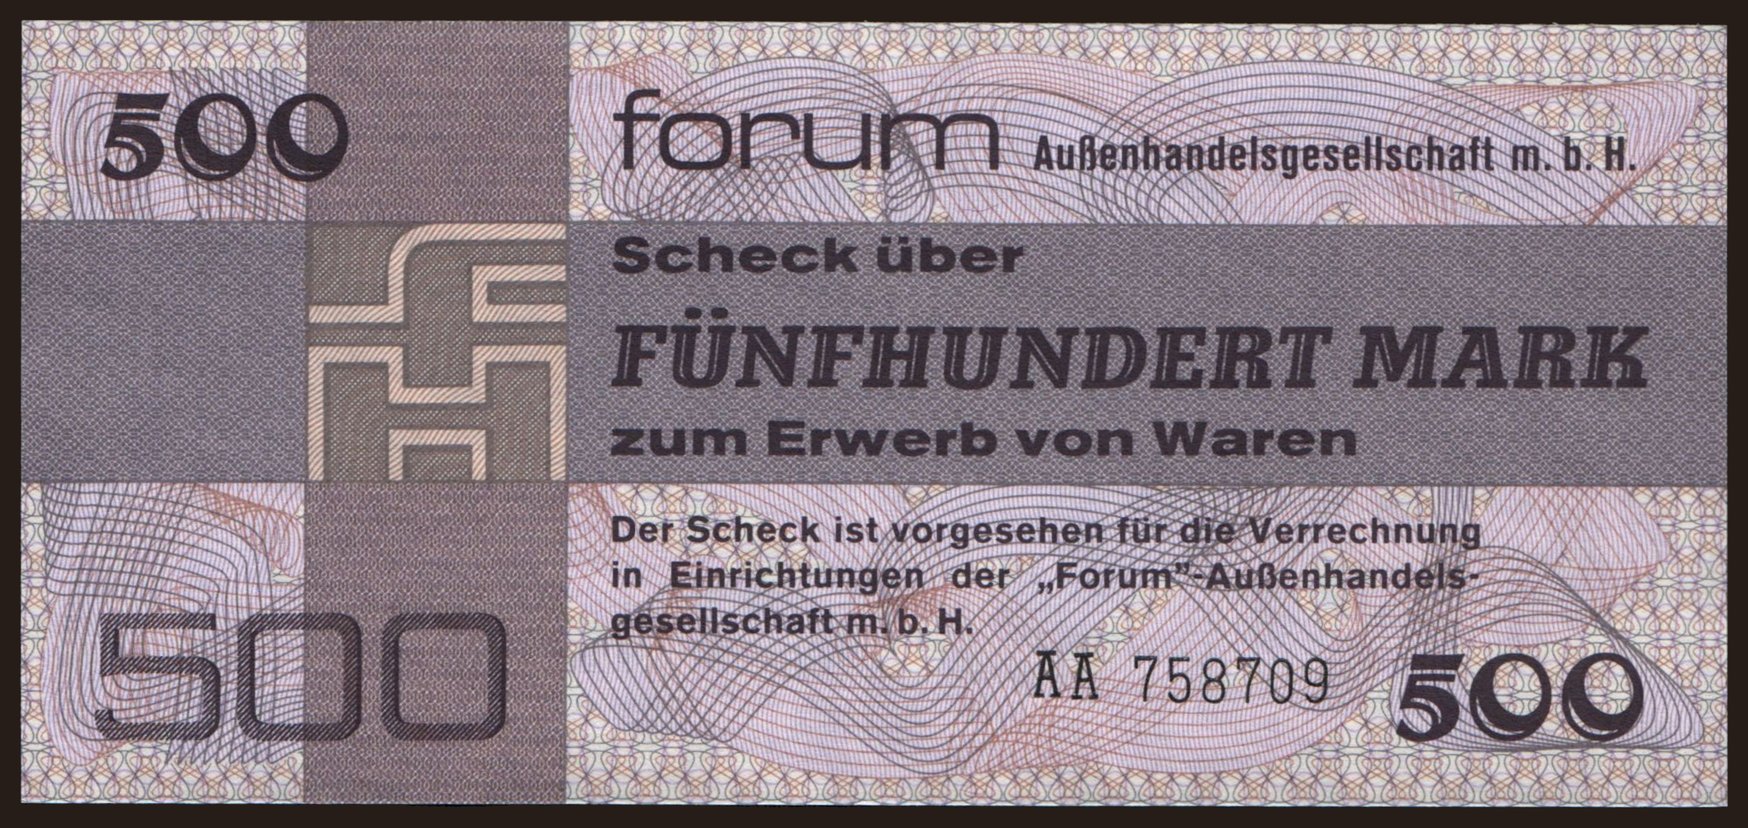 500
forum Außenhandelsgesellschaft m. b. H.
Scheck über
FÜNFHUNDERT MARK
zum Erwerb von Waren
Der Scheck ist vorgesehen für die Verrechnung
in Einrichtungen der „Forum”-Außenhandels-
gesellschaft m. b. H.
500
AA 758709
500